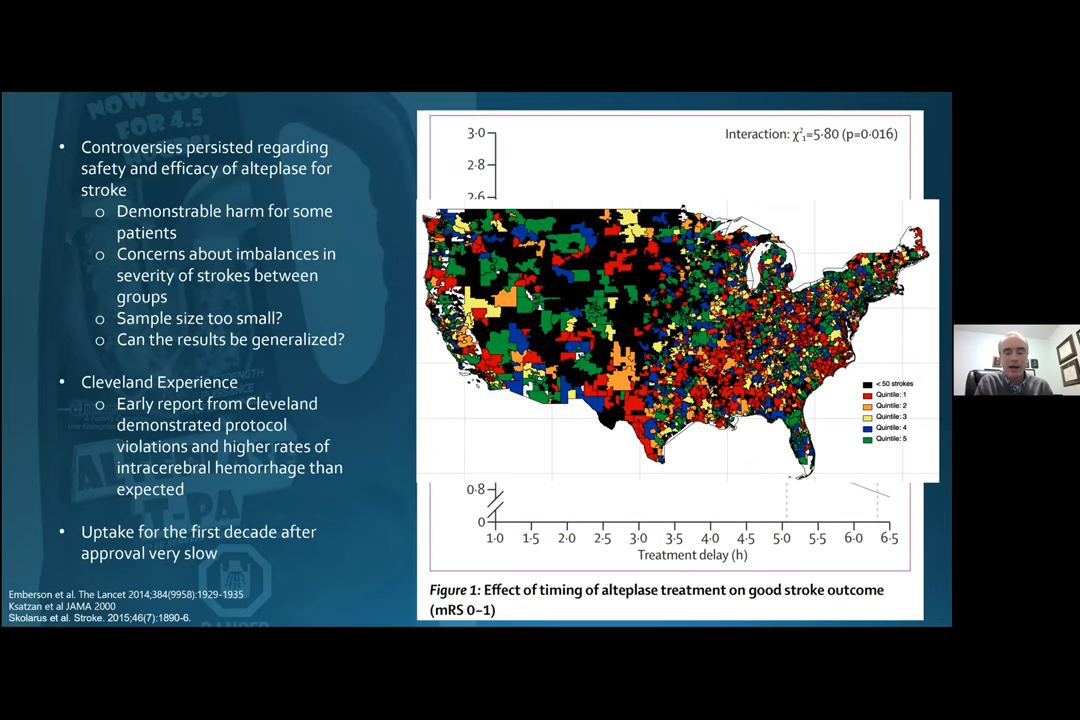 NOW GOOD
FOR 4.5
• Controversies persisted regarding
safety and efficacy of alteplase for
stroke
o Demonstrable harm for some
patients
o Concerns about imbalances in
severity of strokes between
groups
o Sample size too small?
o Can the results be generalized?
• Cleveland Experience
o Early report from Cleveland
demonstrated protocol
violations and higher rates of
intracerebral hemorrhage than
expected
• Uptake for the first decade after
approval very slow
Emberson et al. The Lancet 2014;384(9958):1929-1935
Ksatzan et al JAMA 2000
Skolarus et al. Stroke. 2015;46(7):1890-6.
Interaction: χ²₁=5·80 (p=0·016)
3·0
2·8
2·6
< 50 strokes
Quintile: 1
Quintile: 2
Quintile: 3
Quintile: 4
Quintile: 5
0·8
0
1·0 1·5 2·0 2·5 3·0 3·5 4·0 4·5 5·0 5·5 6·0 6·5
Treatment delay (h)
Figure 1: Effect of timing of alteplase treatment on good stroke outcome
(mRS 0–1)